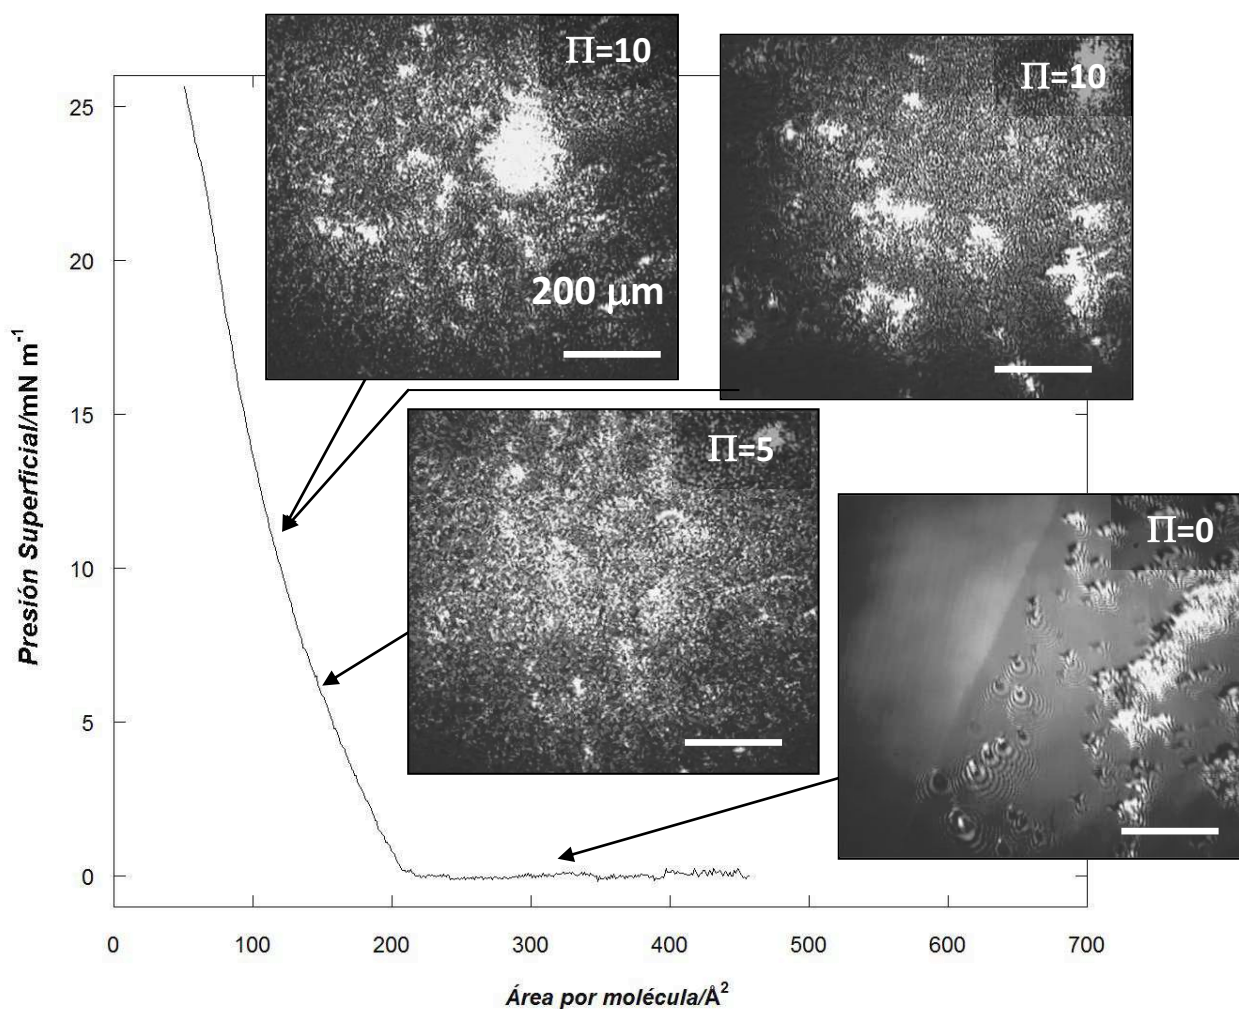 Π=10
Π=10
25
20
200 μm
15
Π=5
Π=0
10
5
0
Presión Superficial/mN m⁻¹
0 100 200 300 400 500 600 700
Área por molécula/Å²